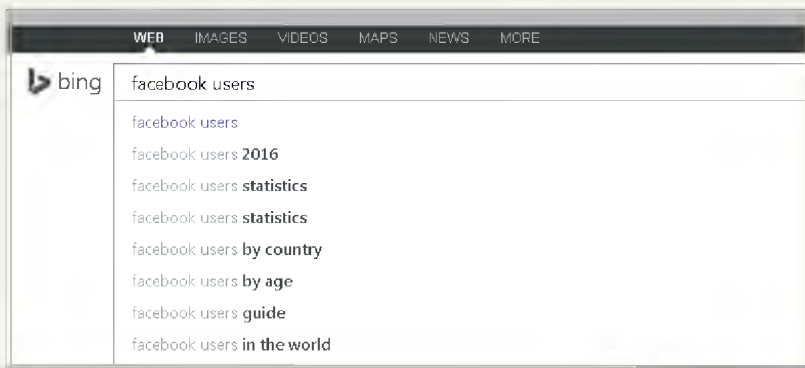 WEB IMAGES VIDEOS MAPS NEWS MORE
bing facebook users
facebook users
facebook users 2016
facebook users statistics
facebook users statistics
facebook users by country
facebook users by age
facebook users guide
facebook users in the world